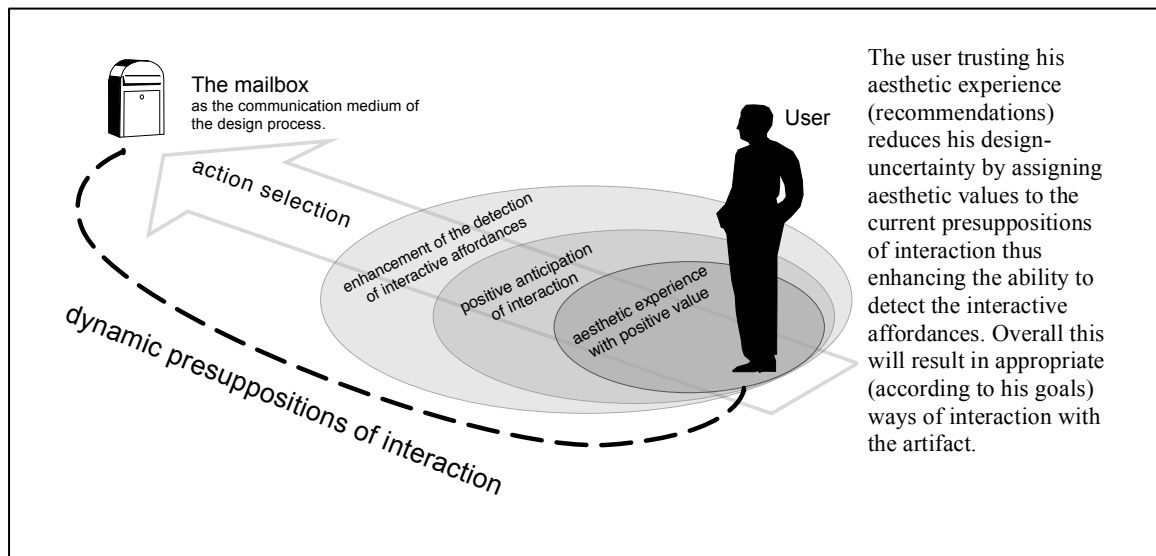 The mailbox
as the communication medium of
the design process.
User
action selection
enhancement of the detection
of interactive affordances
positive anticipation
of interaction
aesthetic experience
with positive value
dynamic presuppositions of interaction
The user trusting his
aesthetic experience
(recommendations)
reduces his design-
uncertainty by assigning
aesthetic values to the
current presuppositions
of interaction thus
enhancing the ability to
detect the interactive
affordances. Overall this
will result in appropriate
(according to his goals)
ways of interaction with
the artifact.